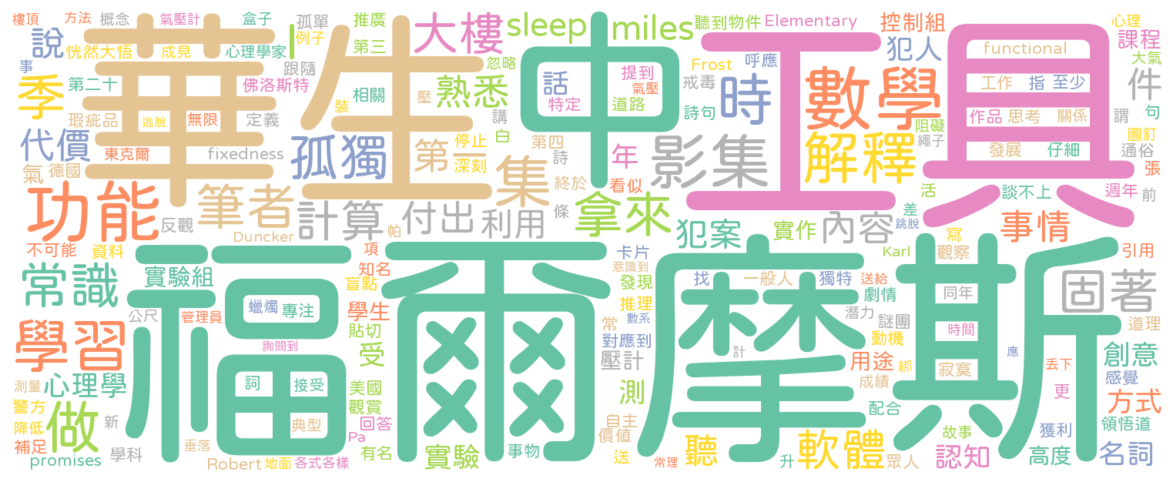 樓頂 方法 概念 氣壓計 盒子 孤單 推廣 sleep miles 聽到物件 Elementary 控制組 心理
說 恍然大悟 成見 心理學家 例子 第三 大樓 忽略 提到 Frost 呼應 犯人 functional 課程
事 華生中工具 跟隨 熟悉 話 氣壓 戒毒 時 數學 大氣
季 第二十 佛洛斯特 相關 講 特定 道路 詩句 工作 指 至少 件
瑕疵品 逃脫 無限 定義 裝 壓 白 阻礙 作品 思考 關係 謂 句
代價 東克爾 fixedness 孤獨 停止 第四 年 影集 繩子 解釋 發展 仔細 圖釘 通俗
氣 德國 第一 深刻 詩 看似 活 談不上 週年 張
功能 反觀 筆者 集 終於 條 拿來 差 跳脫 前
Duncker 計算 付出 利用 犯案 實作 內容 事情
不可能 資料 帕 項 卡片 意識到 Karl 寫 觀察 引用
常識 實驗組 福爾摩斯 知名 盲點 發現 找 一般人 獨特 送給 劇情 同年 固著
蠟燭 專注 學生 推理 潛力 謎團 道理
公尺 管理員 貼切 常 數系 動機 時間
學習 詢問到 受 對應到 壓計 計 用途 綁 應 丟下 創意
測量 心理學 詞 接受 美國 測 成績 寂寞 更 感覺
警方 做 新 觀賞 自主 配合 方式
降低 典型 回答 價值 故事 獲利 領悟道
補足 學科 垂落 Pa 有名 實驗 事物 送 聽 軟體 認知 高度 名詞
promises Robert 地面 各式各樣 常理 升 眾人